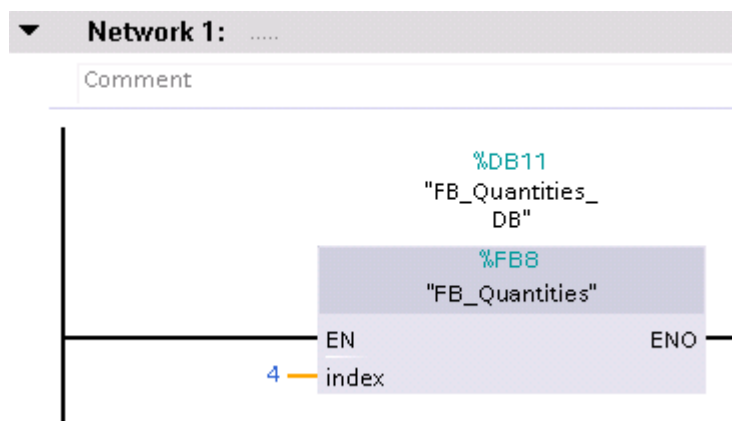 Network 1: .....
Comment
%DB11
"FB_Quantities_
DB"
%FB8
"FB_Quantities"
EN ENO
4 index